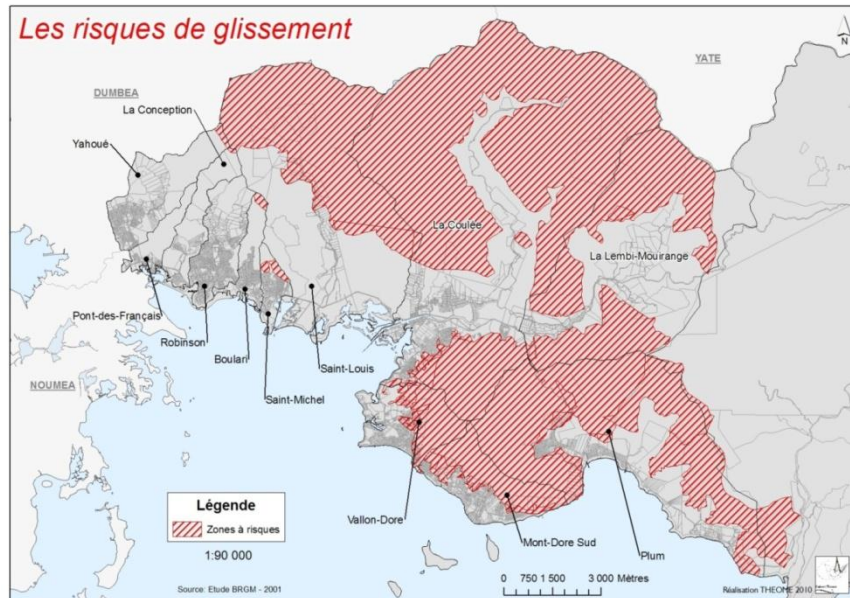 Les risques de glissement
N
YATE
DUMBEA
La Conception
Yahoué
La Coulée
La Lembi-Mourange
Pont-des-Français
Robinson
Boulari
Saint-Louis
NOUMEA
Saint-Michel
Légende
Zones à risques
1:90 000
Vallon-Dore
Mont-Dore Sud
Plum
Source: Etude BRGM - 2001
0 750 1 500 3 000 Mètres
Réalisation THEOME 2010